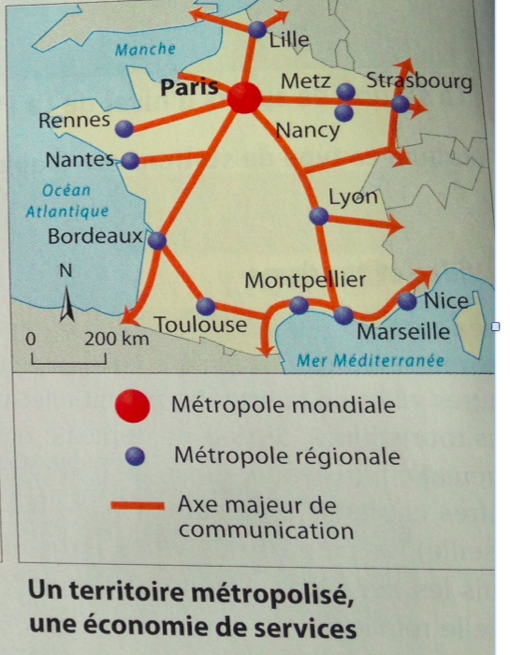 Lille
Manche
Paris
Metz
Strasbourg
Rennes
Nancy
Nantes
Océan
Atlantique
Lyon
Bordeaux
N
Montpellier
Nice
0
200 km
Toulouse
Marseille
Mer Méditerranée
Métropole mondiale
Métropole régionale
Axe majeur de
communication
Un territoire métropolisé,
une économie de services